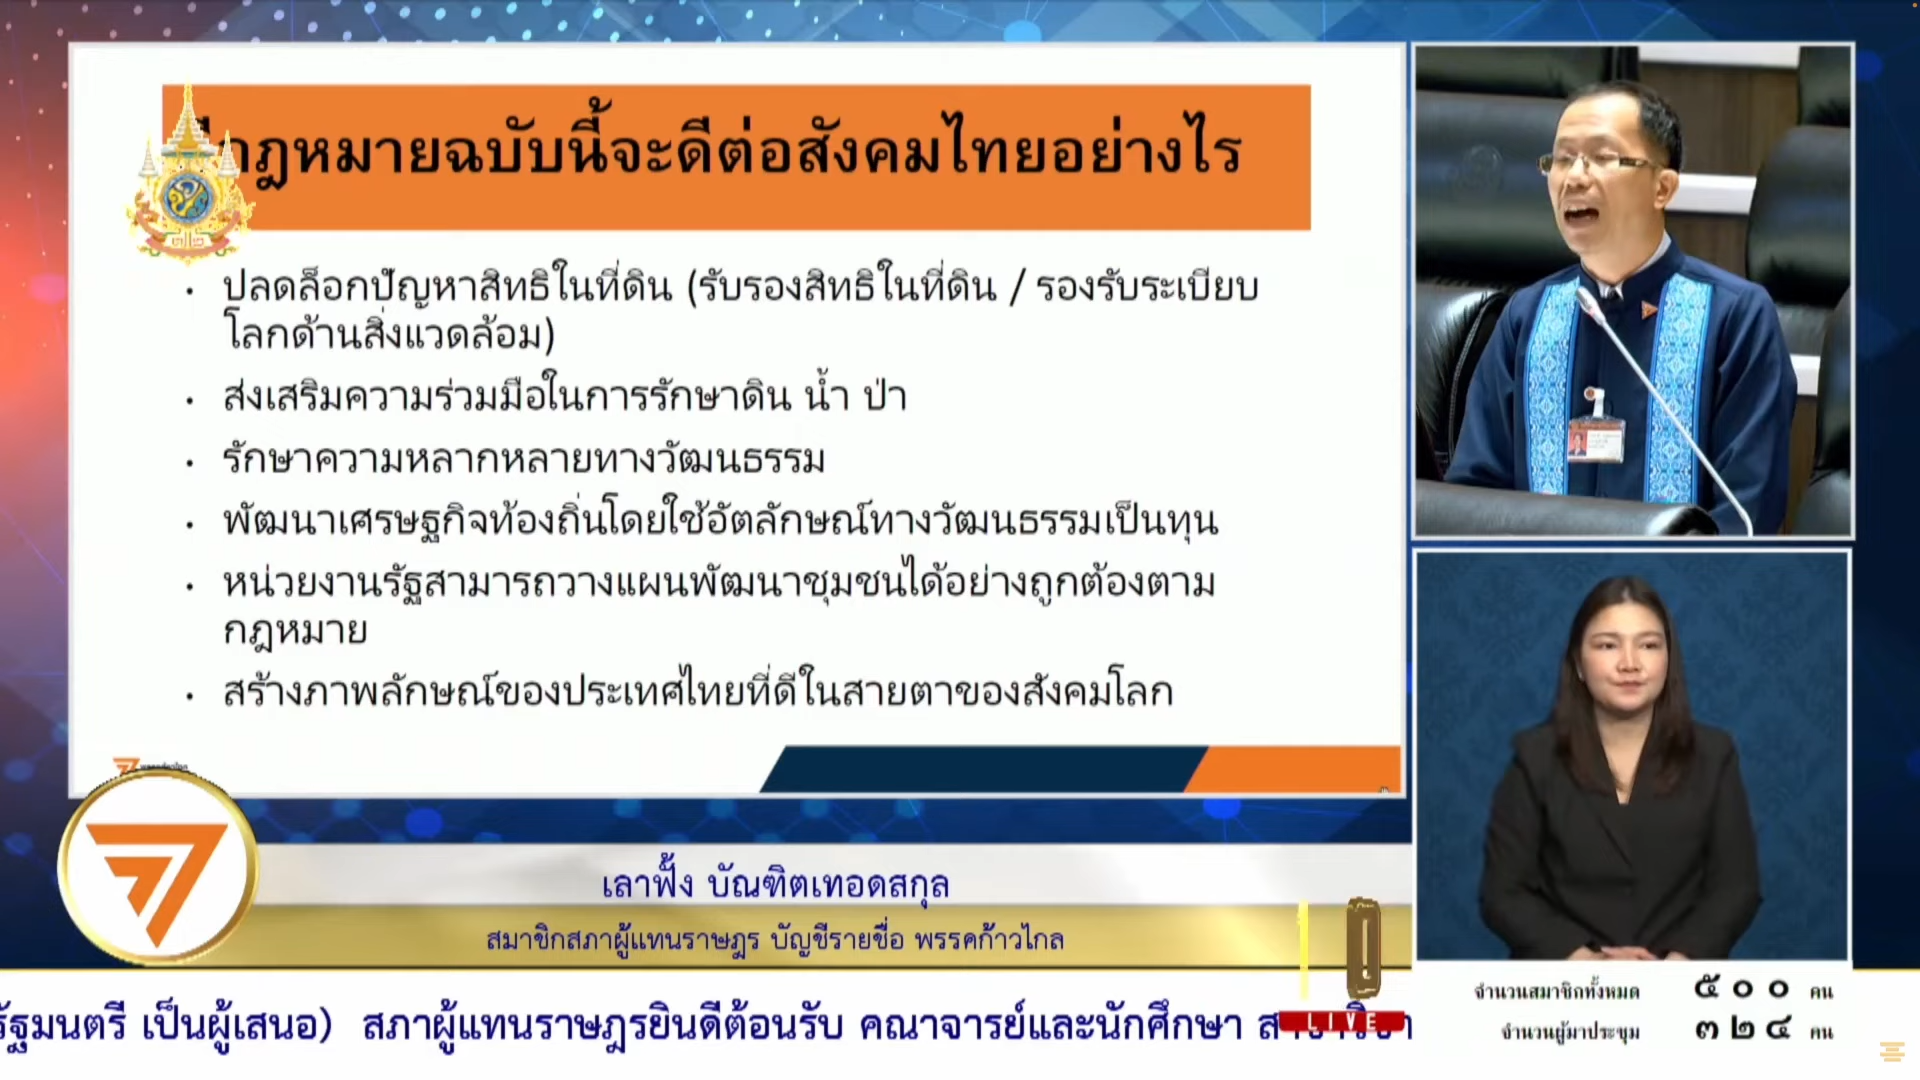 กฎหมายฉบับนี้จะดีต่อสังคมไทยอย่างไร
• ปลดล็อกปัญหาสิทธิในที่ดิน (รับรองสิทธิในที่ดิน / รองรับระเบียบ
โลกด้านสิ่งแวดล้อม)
• ส่งเสริมความร่วมมือในการรักษาดิน น้ำ ป่า
• รักษาความหลากหลายทางวัฒนธรรม
• พัฒนาเศรษฐกิจท้องถิ่นโดยใช้อัตลักษณ์ทางวัฒนธรรมเป็นทุน
• หน่วยงานรัฐสามารถวางแผนพัฒนาชุมชนได้อย่างถูกต้องตาม
กฎหมาย
• สร้างภาพลักษณ์ของประเทศไทยที่ดีในสายตาของสังคมโลก
เลาฟั้ง บัณฑิตเทอดสกุล
สมาชิกสภาผู้แทนราษฎร บัญชีรายชื่อ พรรคก้าวไกล
รัฐมนตรี เป็นผู้เสนอ) สภาผู้แทนราษฎรยินดีต้อนรับ คณาจารย์และนักศึกษา
LIVE
จำนวนสมาชิกทั้งหมด ๕๐๐ คน
จำนวนผู้มาประชุม ๓๒๔ คน